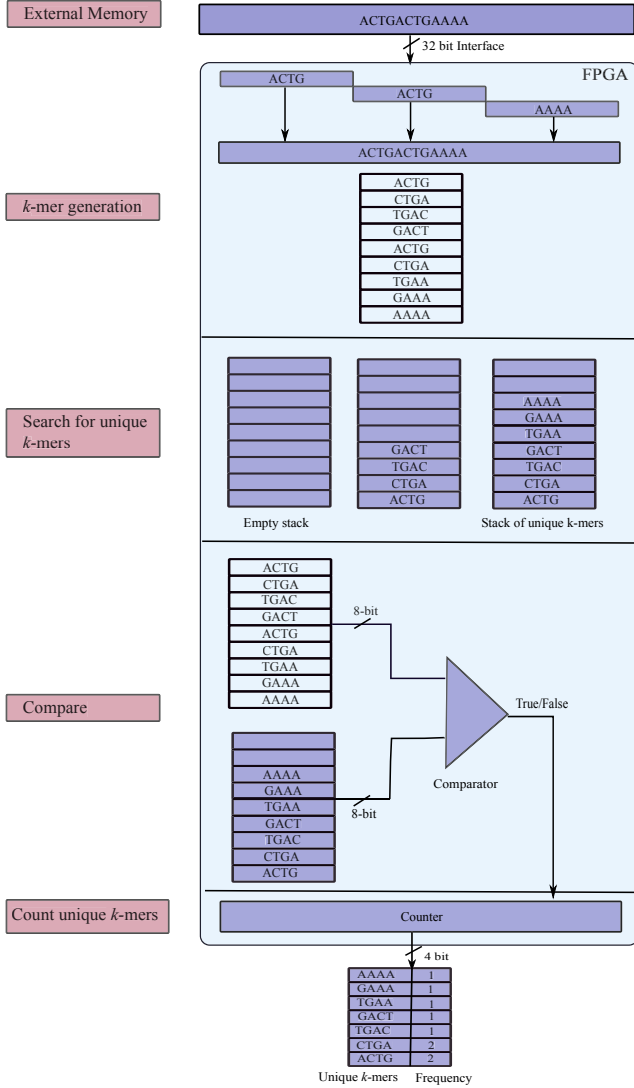 External Memory
ACTGACTGAAAA
32 bit Interface
FPGA
ACTG
ACTG
AAAA
ACTGACTGAAAA
k-mer generation
ACTG
CTGA
TGAC
GACT
ACTG
CTGA
TGAA
GAAA
AAAA
Search for unique
k-mers
GACT
TGAC
CTGA
ACTG
AAAA
GAAA
TGAA
GACT
TGAC
CTGA
ACTG
Empty stack
Stack of unique k-mers
Compare
ACTG
CTGA
TGAC
GACT
ACTG
CTGA
TGAA
GAAA
AAAA
8-bit
True/False
Comparator
AAAA
GAAA
TGAA
GACT
TGAC
CTGA
ACTG
8-bit
Count unique k-mers
Counter
4 bit
AAAA 1
GAAA 1
TGAA 1
GACT 1
TGAC 1
CTGA 2
ACTG 2
Unique k-mers Frequency